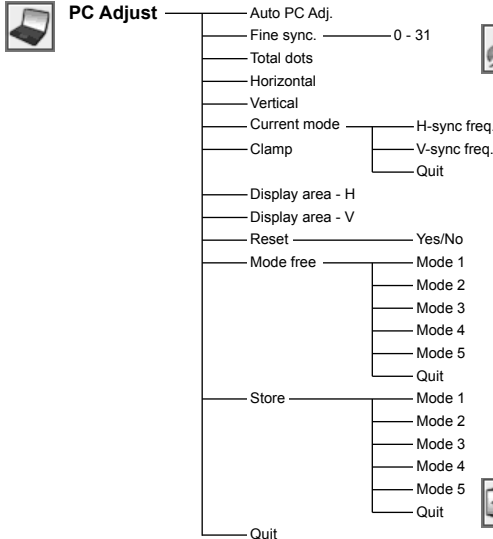 PC Adjust
Auto PC Adj.
Fine sync. 0 - 31
Total dots
Horizontal
Vertical
Current mode H-sync freq.
Clamp V-sync freq.
Quit
Display area - H
Display area - V
Reset Yes/No
Mode free Mode 1
Mode 2
Mode 3
Mode 4
Mode 5
Quit
Store Mode 1
Mode 2
Mode 3
Mode 4
Mode 5
Quit
Quit